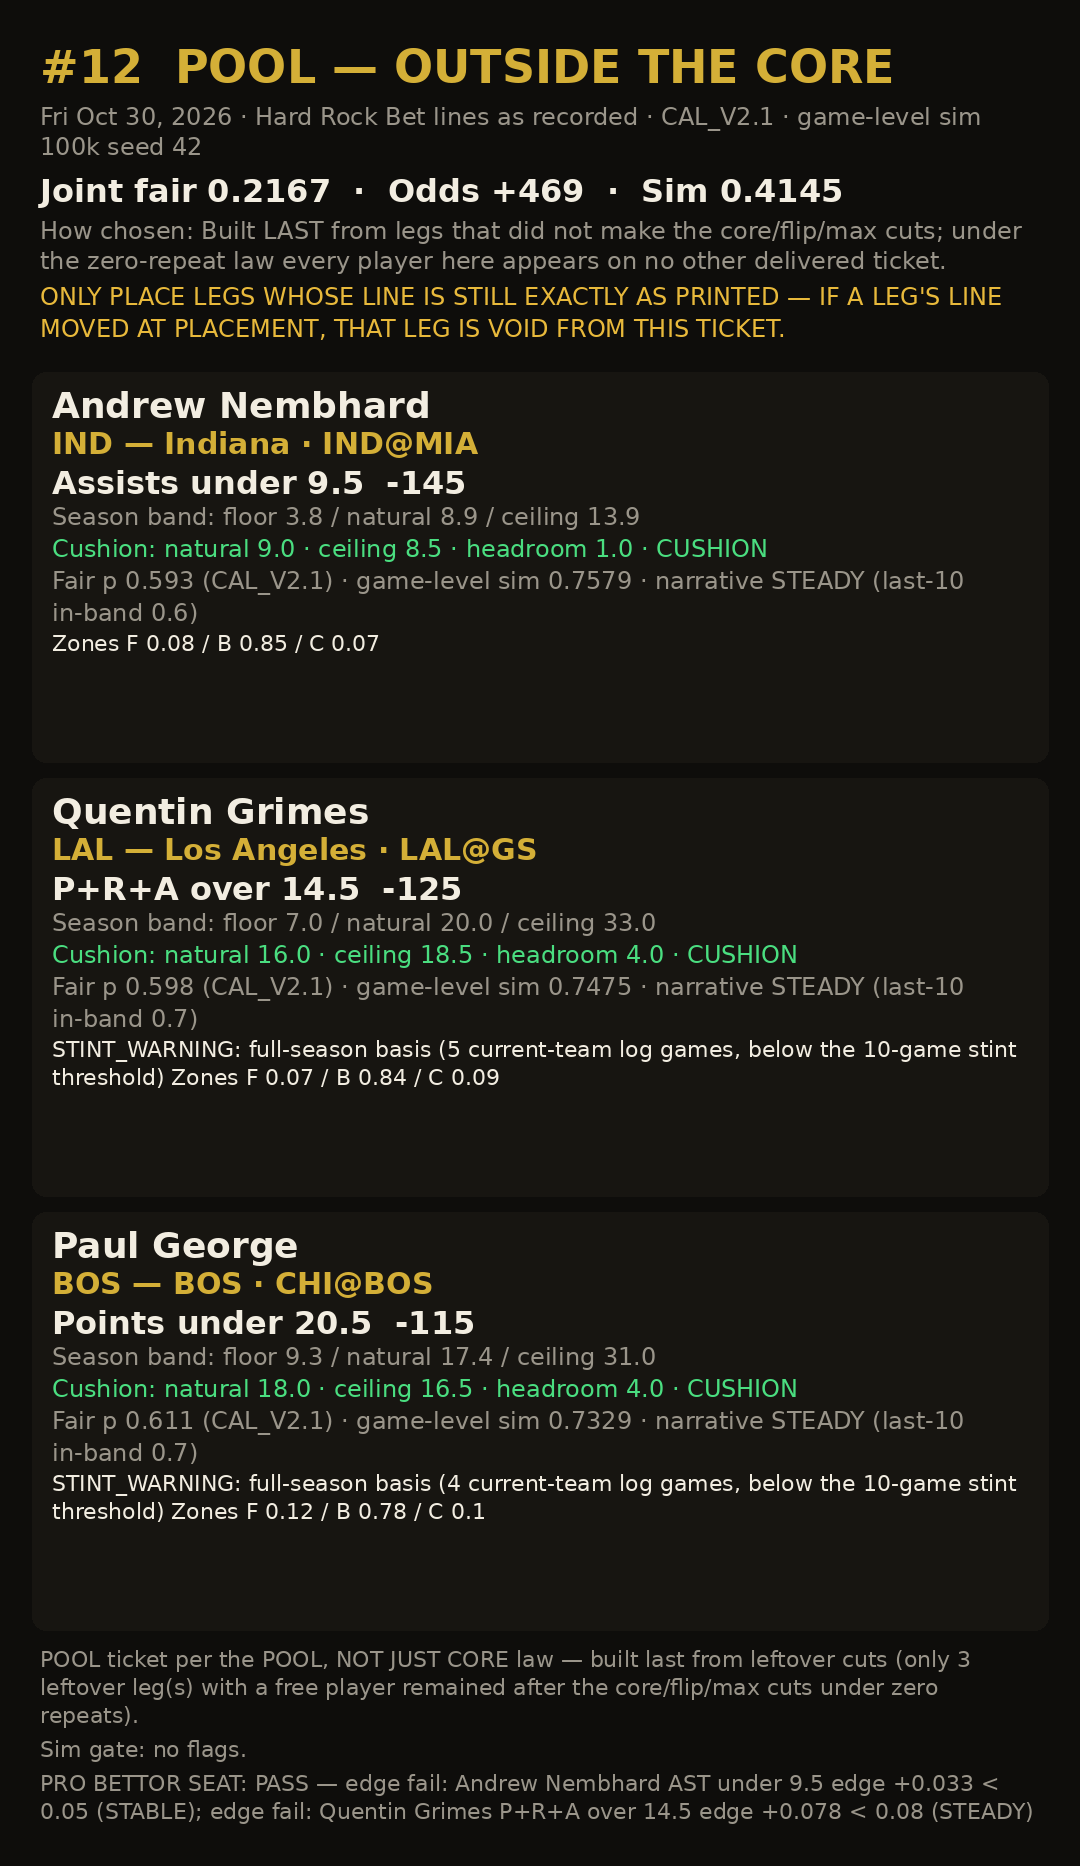 #12  POOL — OUTSIDE THE CORE
Fri Oct 30, 2026 · Hard Rock Bet lines as recorded · CAL_V2.1 · game-level sim
100k seed 42
Joint fair 0.2167  ·  Odds +469  ·  Sim 0.4145
How chosen: Built LAST from legs that did not make the core/flip/max cuts; under
the zero-repeat law every player here appears on no other delivered ticket.
ONLY PLACE LEGS WHOSE LINE IS STILL EXACTLY AS PRINTED — IF A LEG'S LINE
MOVED AT PLACEMENT, THAT LEG IS VOID FROM THIS TICKET.
Andrew Nembhard
IND — Indiana · IND@MIA
Assists under 9.5  -145
Season band: floor 3.8 / natural 8.9 / ceiling 13.9
Cushion: natural 9.0 · ceiling 8.5 · headroom 1.0 · CUSHION
Fair p 0.593 (CAL_V2.1) · game-level sim 0.7579 · narrative STEADY (last-10
in-band 0.6)
Zones F 0.08 / B 0.85 / C 0.07
Quentin Grimes
LAL — Los Angeles · LAL@GS
P+R+A over 14.5  -125
Season band: floor 7.0 / natural 20.0 / ceiling 33.0
Cushion: natural 16.0 · ceiling 18.5 · headroom 4.0 · CUSHION
Fair p 0.598 (CAL_V2.1) · game-level sim 0.7475 · narrative STEADY (last-10
in-band 0.7)
STINT_WARNING: full-season basis (5 current-team log games, below the 10-game stint
threshold) Zones F 0.07 / B 0.84 / C 0.09
Paul George
BOS — BOS · CHI@BOS
Points under 20.5  -115
Season band: floor 9.3 / natural 17.4 / ceiling 31.0
Cushion: natural 18.0 · ceiling 16.5 · headroom 4.0 · CUSHION
Fair p 0.611 (CAL_V2.1) · game-level sim 0.7329 · narrative STEADY (last-10
in-band 0.7)
STINT_WARNING: full-season basis (4 current-team log games, below the 10-game stint
threshold) Zones F 0.12 / B 0.78 / C 0.1
POOL ticket per the POOL, NOT JUST CORE law — built last from leftover cuts (only 3
leftover leg(s) with a free player remained after the core/flip/max cuts under zero
repeats).
Sim gate: no flags.
PRO BETTOR SEAT: PASS — edge fail: Andrew Nembhard AST under 9.5 edge +0.033 <
0.05 (STABLE); edge fail: Quentin Grimes P+R+A over 14.5 edge +0.078 < 0.08 (STEADY)